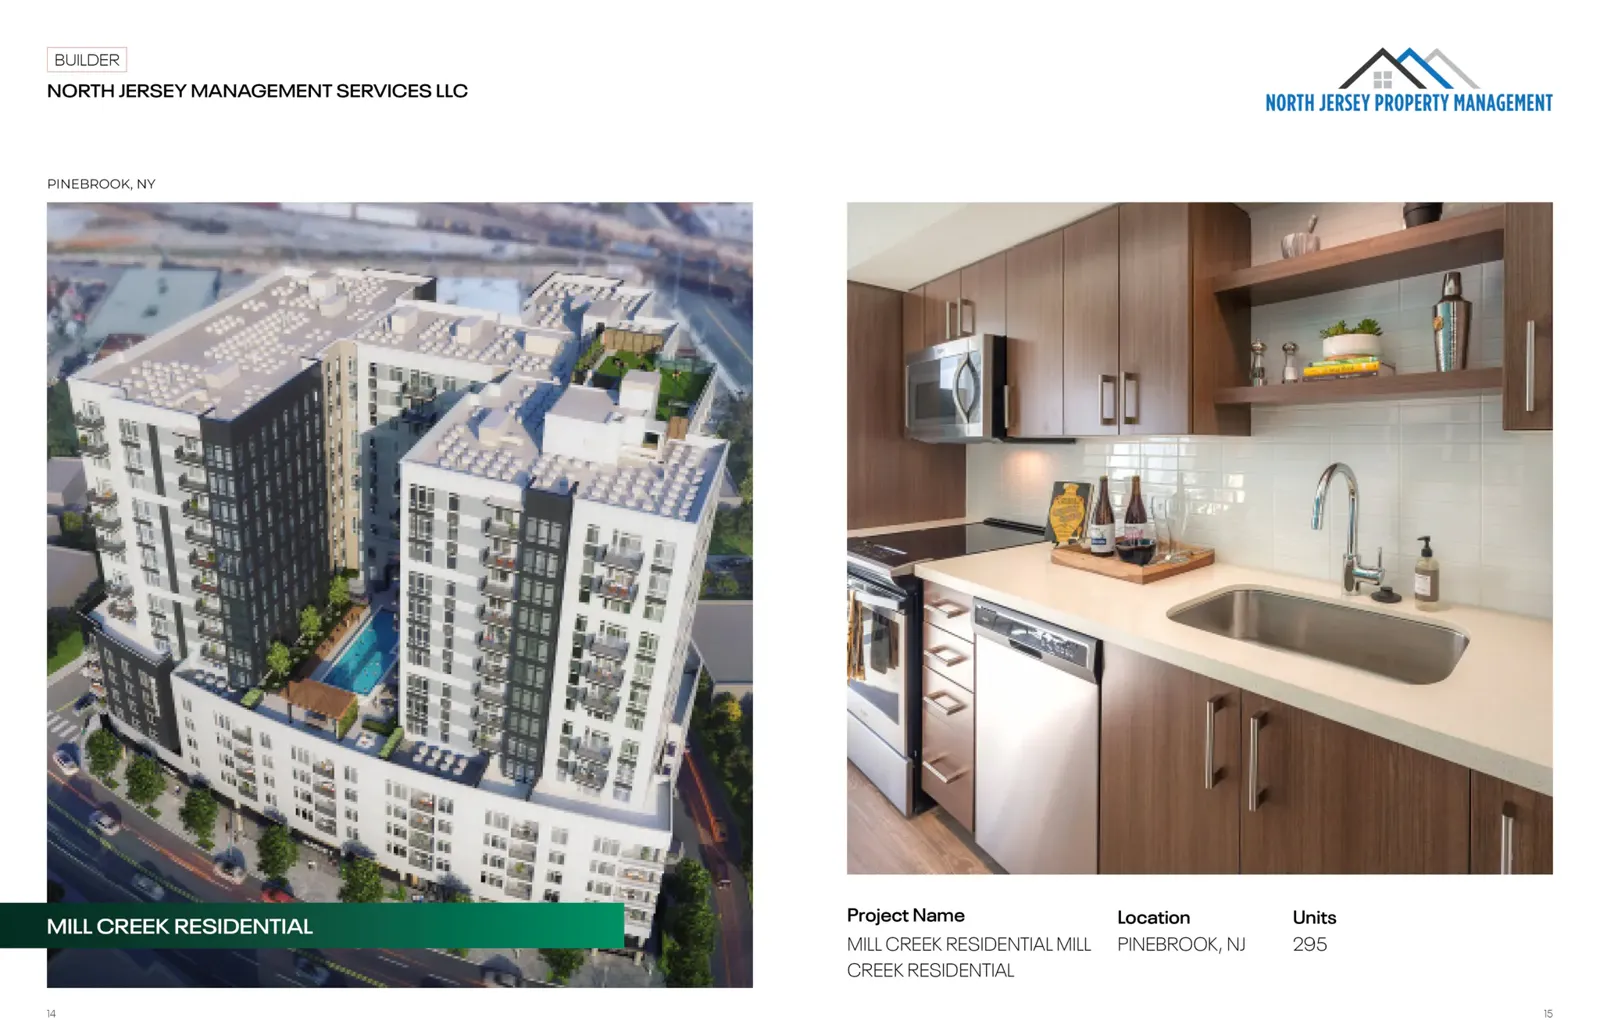 BUILDER
NORTH JERSEY MANAGEMENT SERVICES LLC
NORTH JERSEY PROPERTY MANAGEMENT
PINEBROOK, NY
MILL CREEK RESIDENTIAL
Project Name
MILL CREEK RESIDENTIAL MILL
CREEK RESIDENTIAL
Location
PINEBROOK, NJ
Units
295
14
15